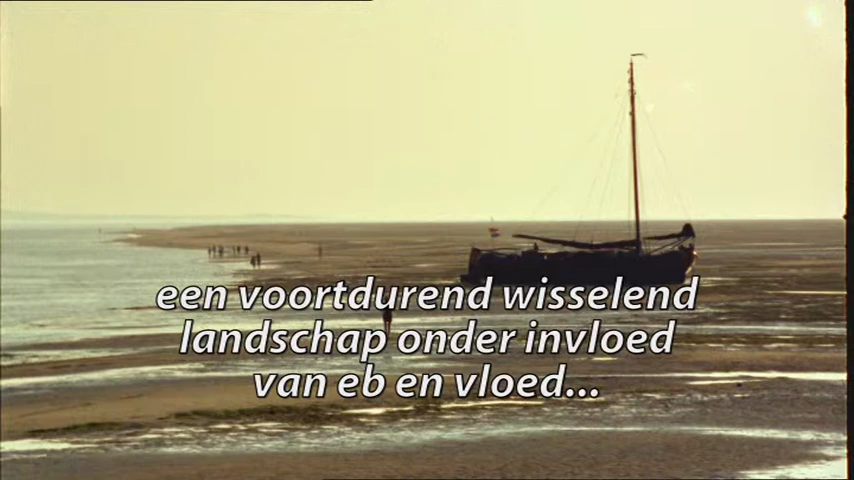 een voortdurend wisselend
landschap onder invloed
van eb en vloed...